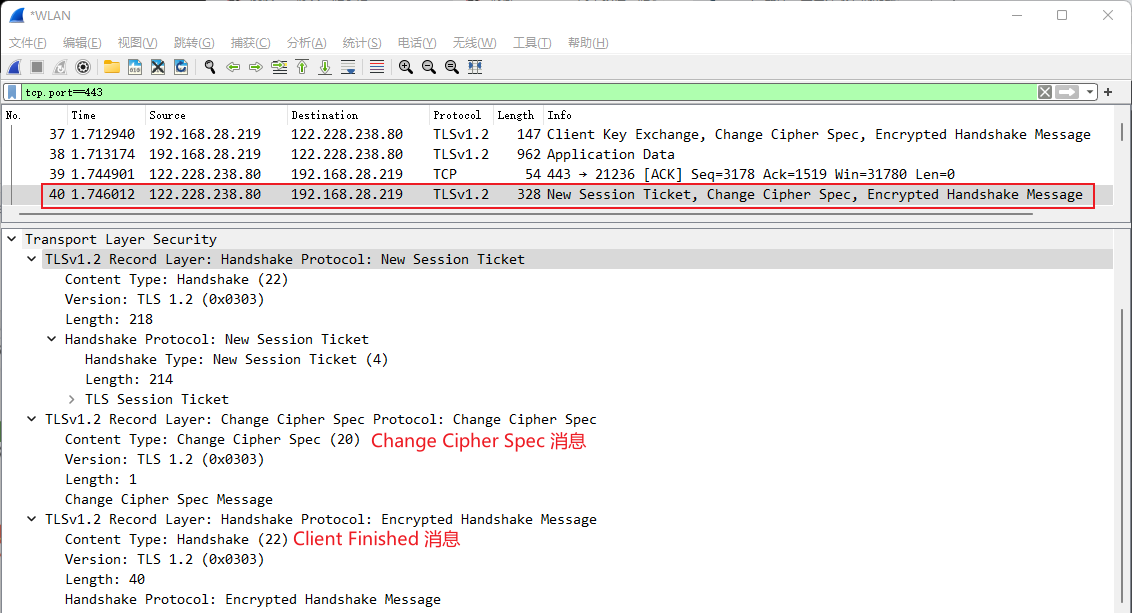 *WLAN
文件(F) 编辑(E) 视图(V) 跳转(G) 捕获(C) 分析(A) 统计(S) 电话(Y) 无线(W) 工具(T) 帮助(H)
tcp.port==443
No. Time Source Destination Protocol Length Info
37 1.712940 192.168.28.219 122.228.238.80 TLSv1.2 147 Client Key Exchange, Change Cipher Spec, Encrypted Handshake Message
38 1.713174 192.168.28.219 122.228.238.80 TLSv1.2 962 Application Data
39 1.744901 122.228.238.80 192.168.28.219 TCP 54 443 → 21236 [ACK] Seq=3178 Ack=1519 Win=31780 Len=0
40 1.746012 122.228.238.80 192.168.28.219 TLSv1.2 328 New Session Ticket, Change Cipher Spec, Encrypted Handshake Message
Transport Layer Security
TLSv1.2 Record Layer: Handshake Protocol: New Session Ticket
Content Type: Handshake (22)
Version: TLS 1.2 (0x0303)
Length: 218
Handshake Protocol: New Session Ticket
Handshake Type: New Session Ticket (4)
Length: 214
TLS Session Ticket
TLSv1.2 Record Layer: Change Cipher Spec Protocol: Change Cipher Spec
Content Type: Change Cipher Spec (20) Change Cipher Spec 消息
Version: TLS 1.2 (0x0303)
Length: 1
Change Cipher Spec Message
TLSv1.2 Record Layer: Handshake Protocol: Encrypted Handshake Message
Content Type: Handshake (22) Client Finished 消息
Version: TLS 1.2 (0x0303)
Length: 40
Handshake Protocol: Encrypted Handshake Message